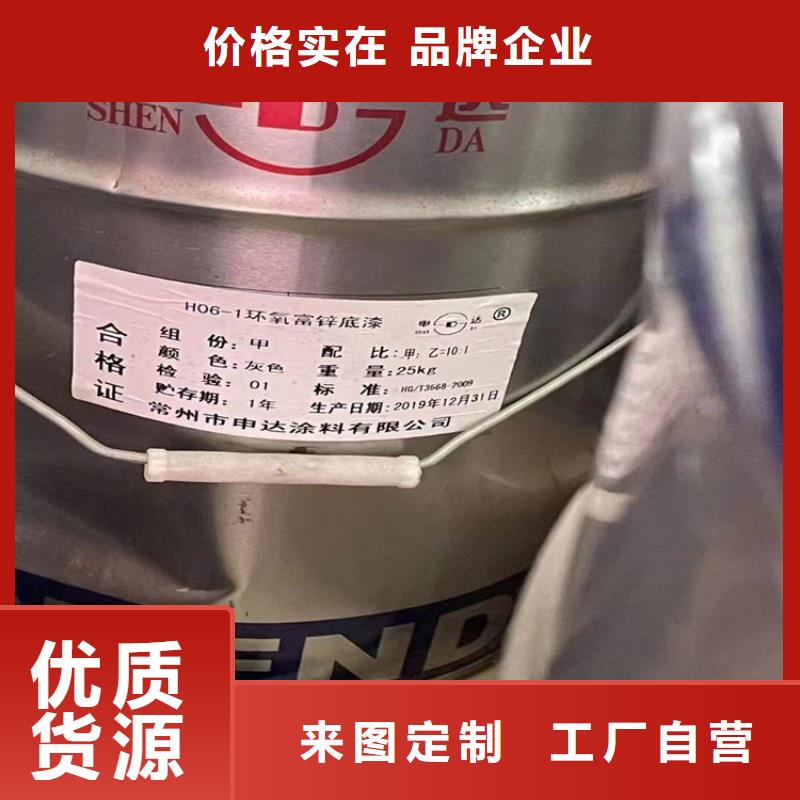 价格实在 品牌企业
SHEN
DA
H06-1环氧富锌底漆
申 达 ®
合格证
组 份:甲 配 比:甲:乙=10:1
颜 色:灰色 重 量:25kg
检 验:01 标 准:HG/T3668-2009
贮存期:1年 生产日期:2019年12月31日
常州市申达涂料有限公司
END
优质
货源
来图定制 工厂自营